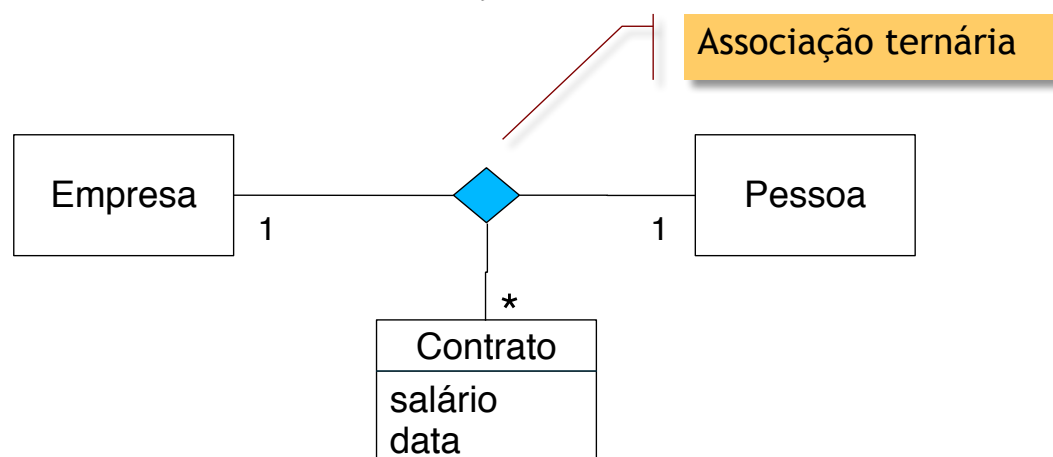 Associação ternária
Empresa
Pessoa
1
1
*
Contrato
salário
data